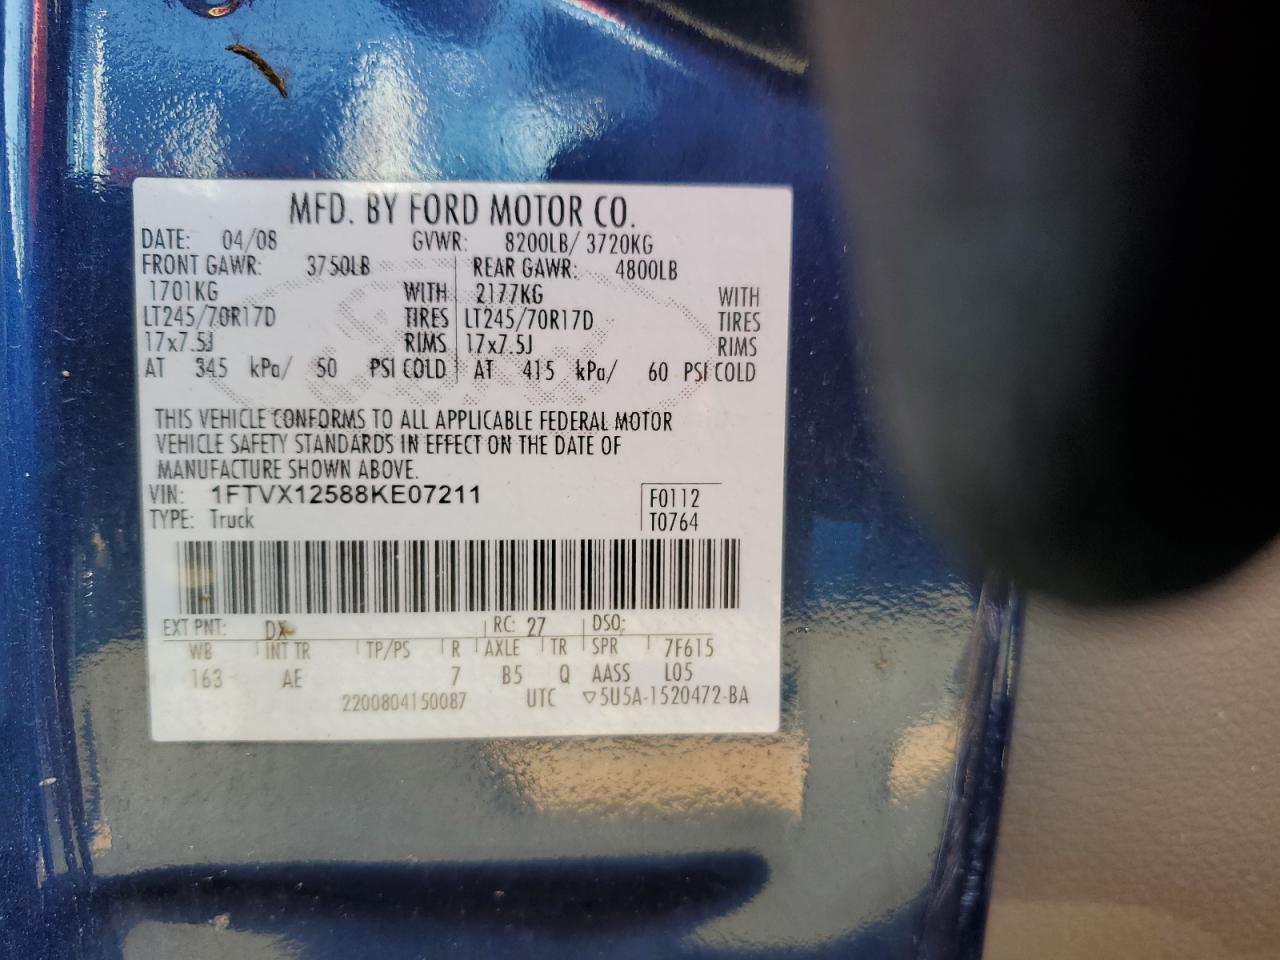 MFD. BY FORD MOTOR CO.
DATE: 04/08 GVWR: 8200LB/ 3720KG
FRONT GAWR: 3750LB REAR GAWR: 4800LB
1701KG WITH 2177KG WITH
LT245/70R17D TIRES LT245/70R17D TIRES
17x7.5J RIMS 17x7.5J RIMS
AT 345 kPa/ 50 PSI COLD AT 415 kPa/ 60 PSI COLD
THIS VEHICLE CONFORMS TO ALL APPLICABLE FEDERAL MOTOR
VEHICLE SAFETY STANDARDS IN EFFECT ON THE DATE OF
MANUFACTURE SHOWN ABOVE.
VIN: 1FTVX12588KE07211
F0112
TYPE: Truck
T0764
EXT PNT: DX RC: 27 DSO:
WB INT TR TP/PS R AXLE TR SPR 7F615
163 AE 7 B5 Q AASS L05
2200804150087 UTC ▽5U5A-1520472-BA